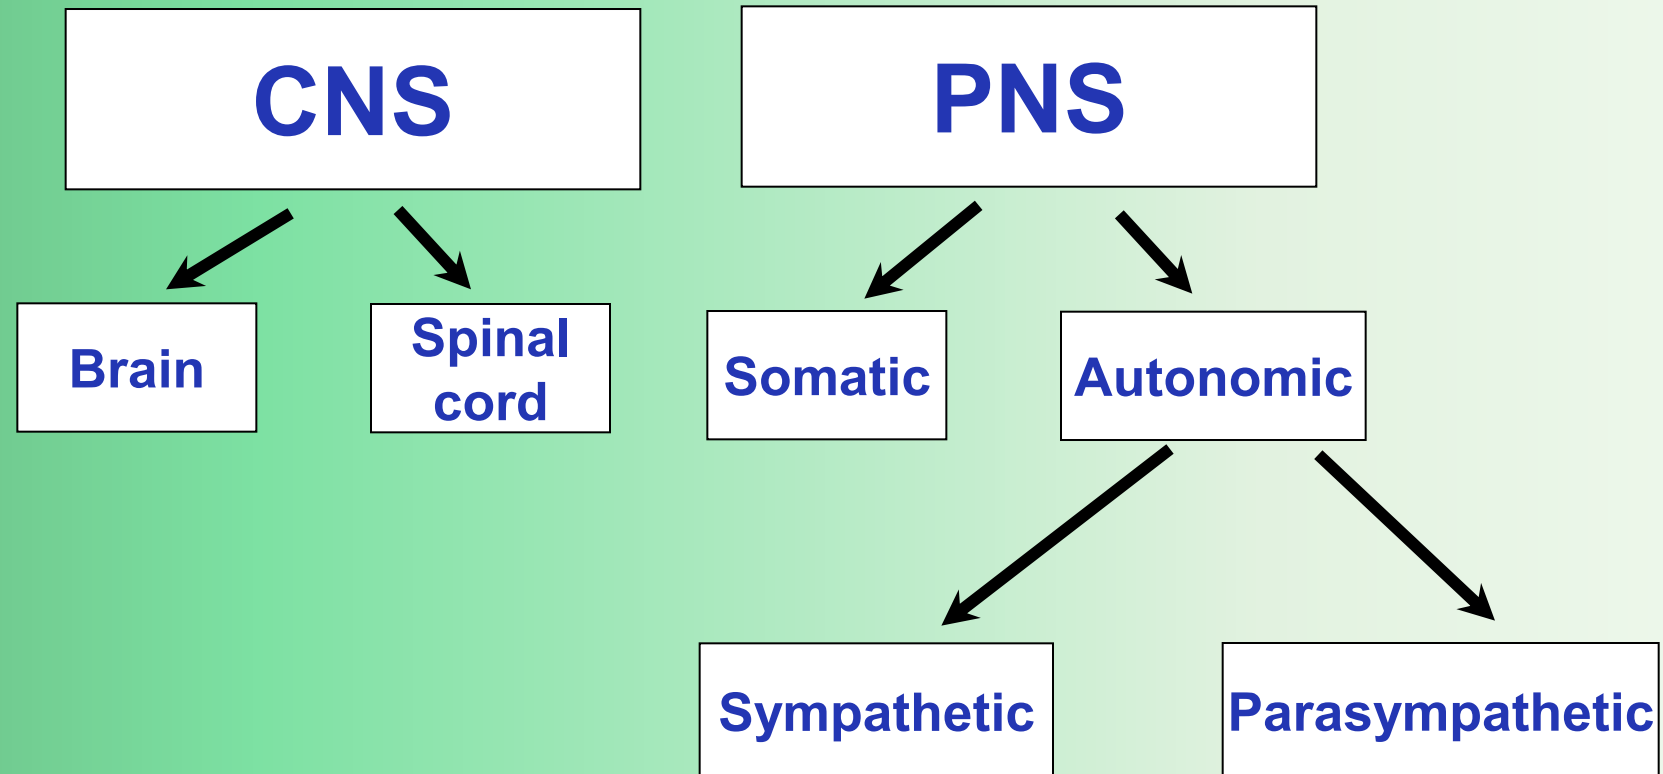 CNS
PNS
Brain
Spinal
cord
Somatic
Autonomic
Sympathetic
Parasympathetic